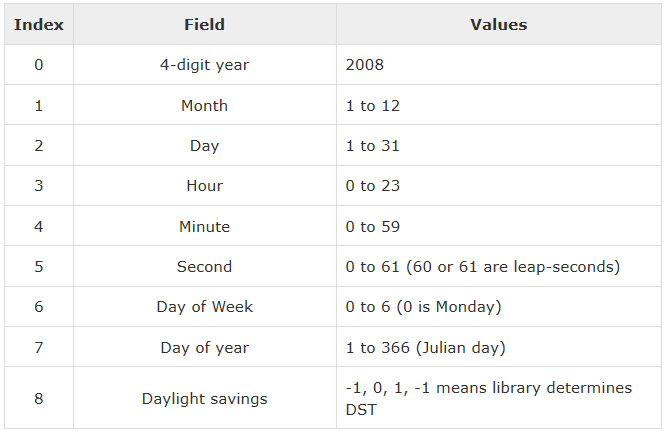 Index Field Values
0 4-digit year 2008
1 Month 1 to 12
2 Day 1 to 31
3 Hour 0 to 23
4 Minute 0 to 59
5 Second 0 to 61 (60 or 61 are leap-seconds)
6 Day of Week 0 to 6 (0 is Monday)
7 Day of year 1 to 366 (Julian day)
8 Daylight savings -1, 0, 1, -1 means library determines
DST